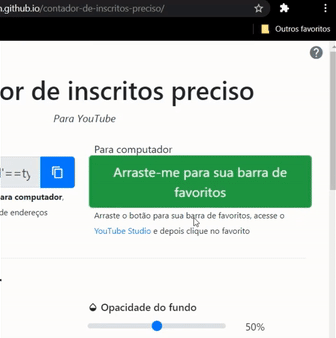 .github.io/contador-de-inscritos-preciso/
Outros favoritos
or de inscritos preciso
Para YouTube
Para computador
'==ty
Arraste-me para sua barra de
favoritos
ara computador,
de endereços
Arraste o botão para sua barra de favoritos, acesse o
YouTube Studio e depois clique no favorito
Opacidade do fundo
50%